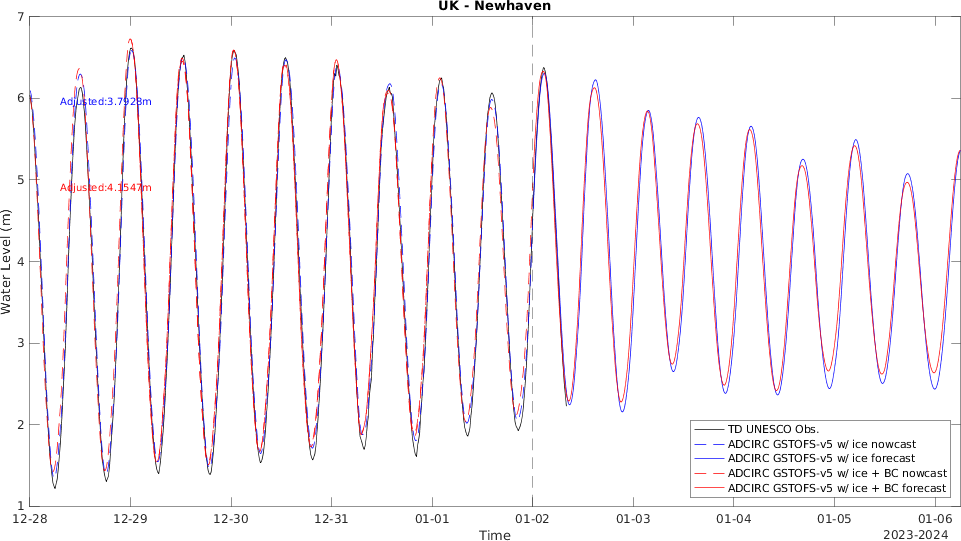 UK - Newhaven
7
6
5
4
3
2
1
Water Level (m)
Adjusted:3.7928m
Adjusted:4.1547m
TD UNESCO Obs.
ADCIRC GSTOFS-v5 w/ ice nowcast
ADCIRC GSTOFS-v5 w/ ice forecast
ADCIRC GSTOFS-v5 w/ ice + BC nowcast
ADCIRC GSTOFS-v5 w/ ice + BC forecast
12-28 12-29 12-30 12-31 01-01 01-02 01-03 01-04 01-05 01-06
Time
2023-2024